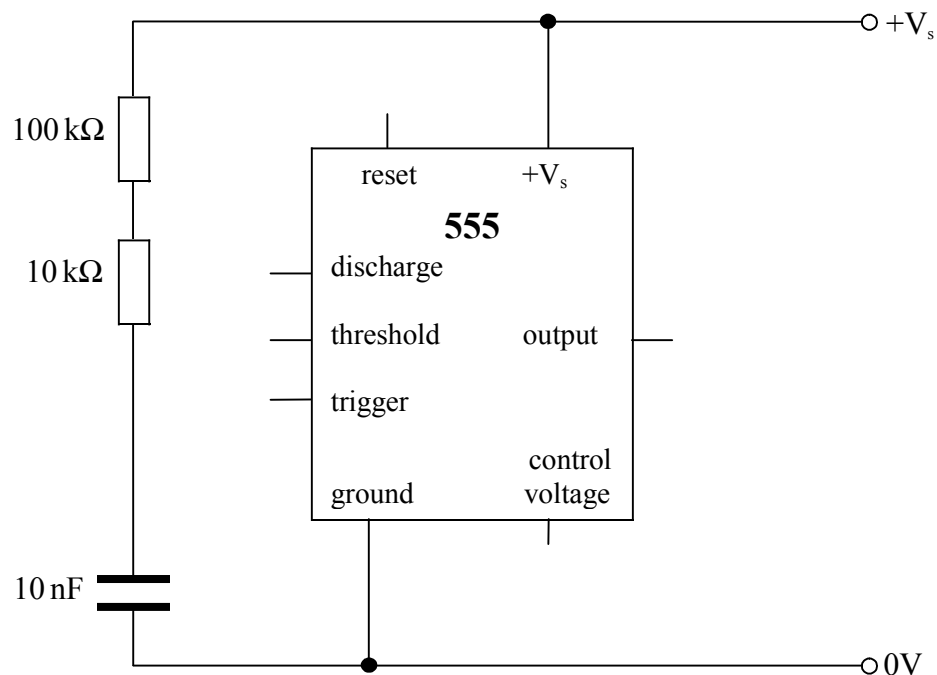 +Vs
100 kΩ
reset
+Vs
555
10 kΩ
discharge
threshold
output
trigger
control
voltage
ground
10 nF
0V